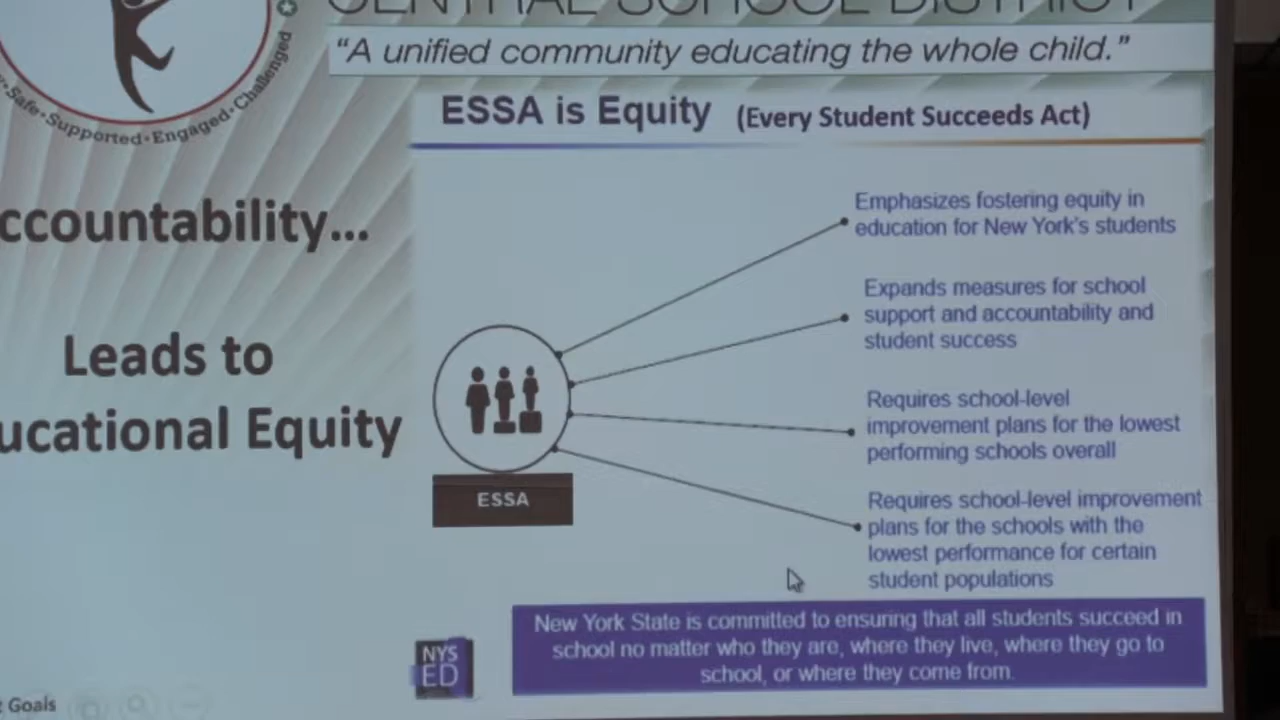 CENTRAL SCHOOL DISTRICT
"A unified community educating the whole child."
Safe•Supported•Engaged•Challenged
ESSA is Equity (Every Student Succeeds Act)
ccountability...
Leads to
ucational Equity
Emphasizes fostering equity in
education for New York's students
Expands measures for school
support and accountability and
student success
Requires school-level
improvement plans for the lowest
performing schools overall
Requires school-level improvement
plans for the schools with the
lowest performance for certain
student populations
ESSA
NYS
ED
New York State is committed to ensuring that all students succeed in
school no matter who they are, where they live, where they go to
school, or where they come from.
Goals